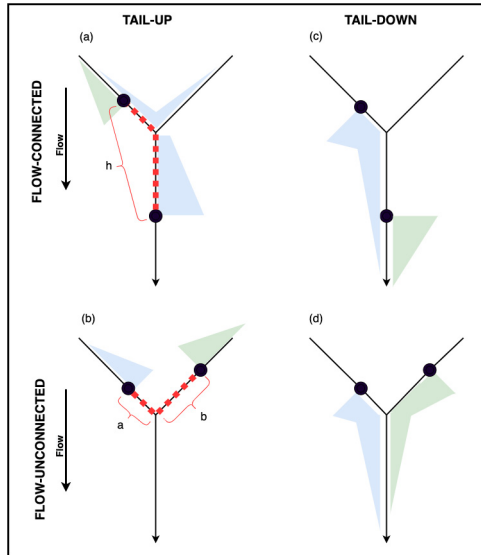 TAIL-UP
TAIL-DOWN
(a)
(c)
FLOW-CONNECTED
Flow
h
(b)
(d)
FLOW-UNCONNECTED
Flow
a
b